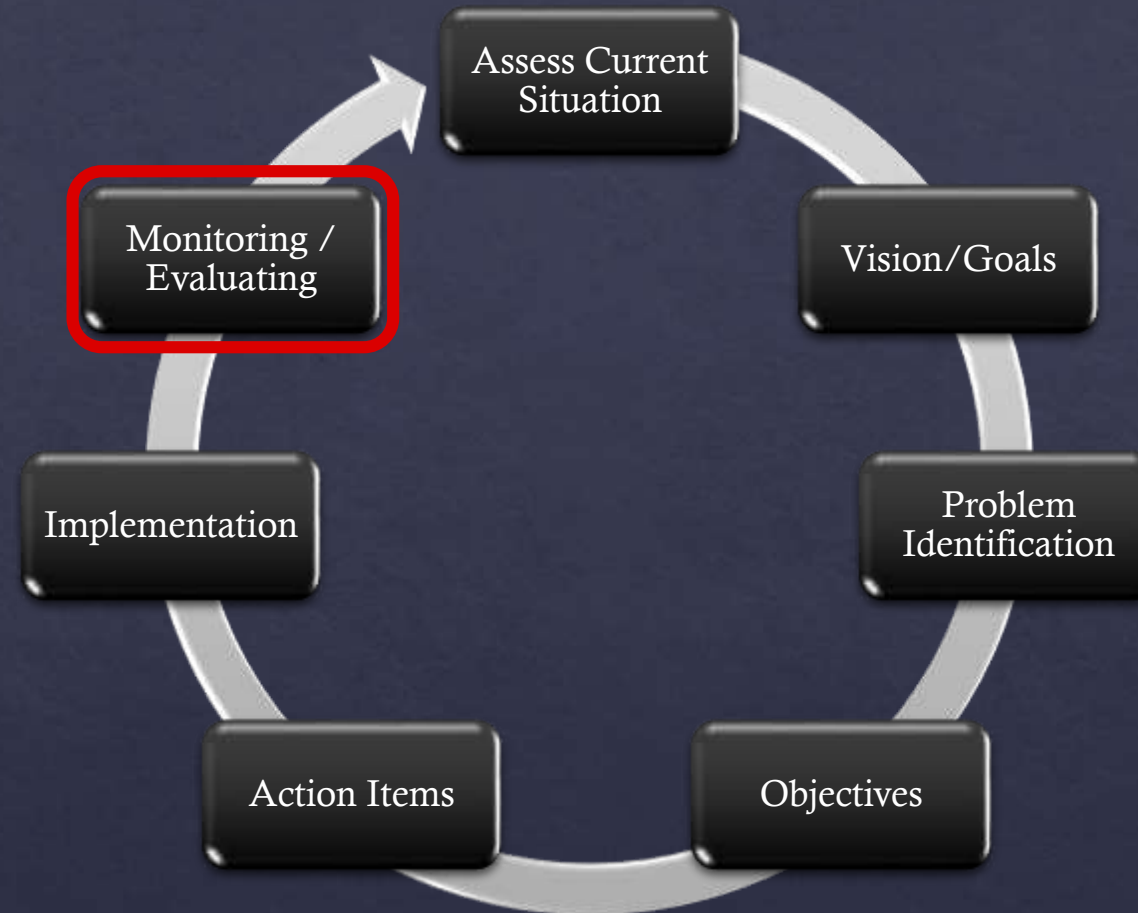 Assess Current
Situation
Vision/Goals
Problem
Identification
Objectives
Action Items
Implementation
Monitoring /
Evaluating